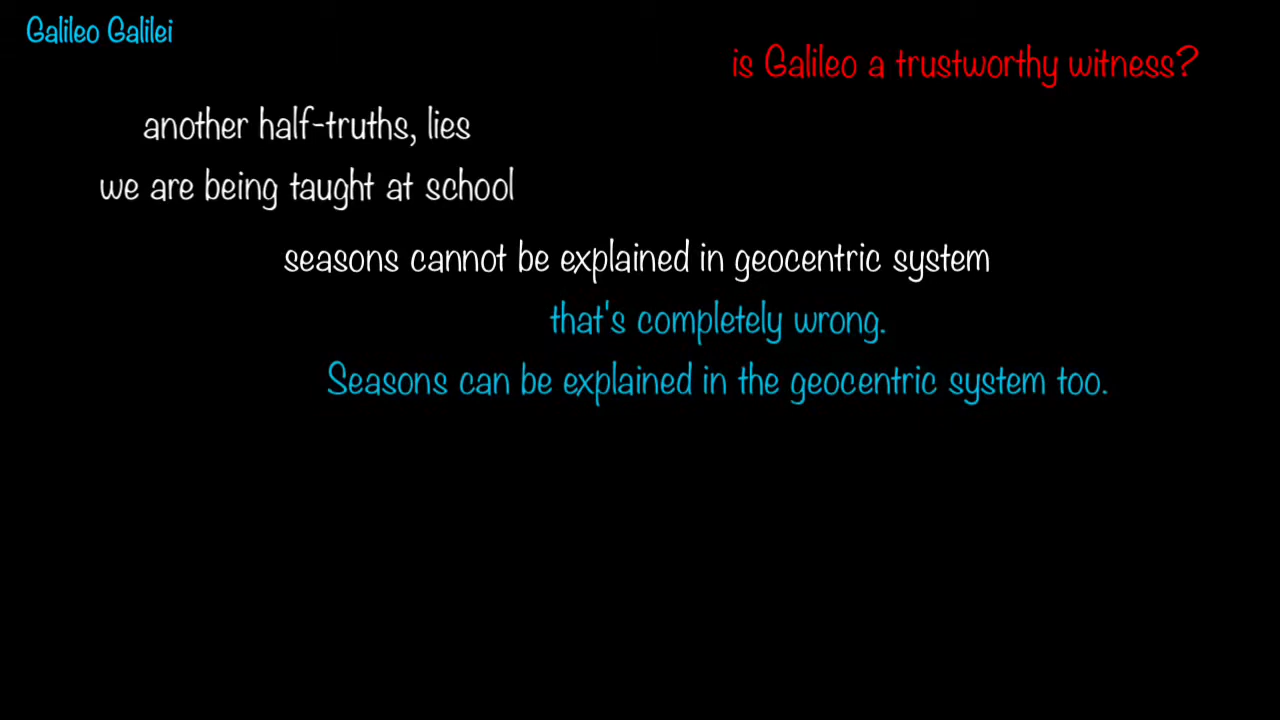 Galileo Galilei
is Galileo a trustworthy witness?
another half-truths, lies
we are being taught at school
seasons cannot be explained in geocentric system
that's completely wrong.
Seasons can be explained in the geocentric system too.